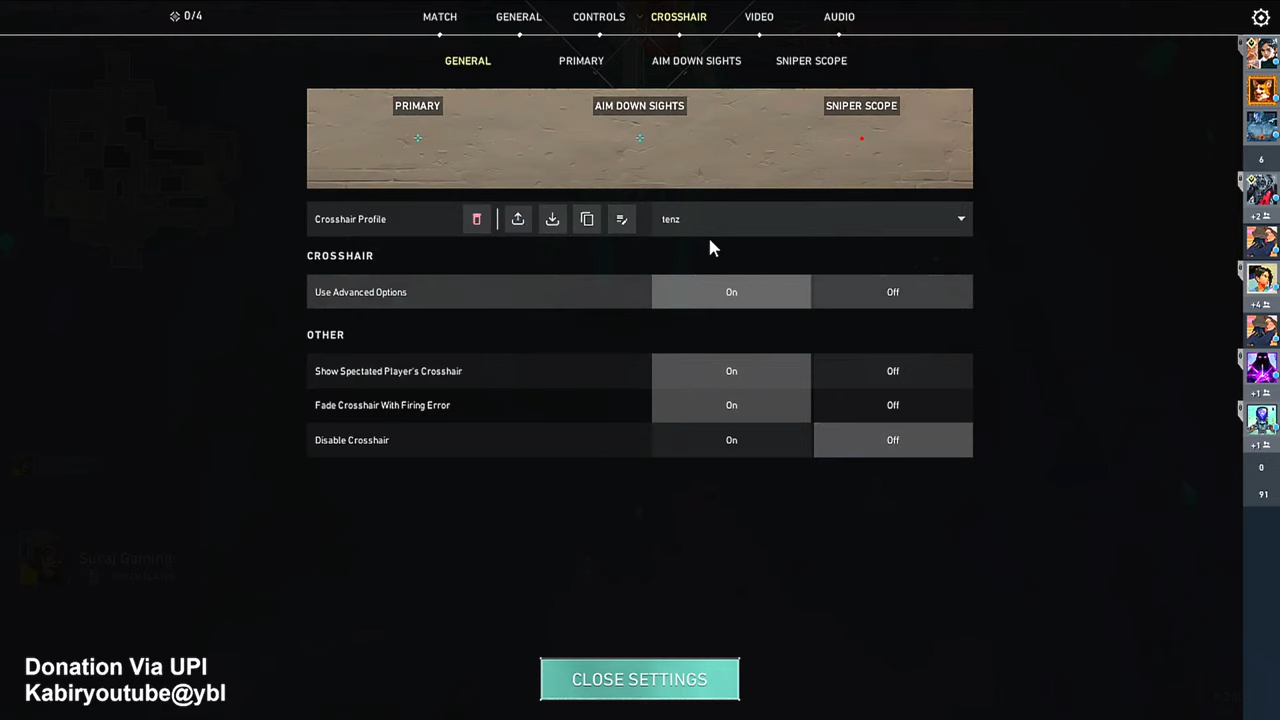 0/4
MATCH GENERAL CONTROLS CROSSHAIR VIDEO AUDIO
GENERAL PRIMARY AIM DOWN SIGHTS SNIPER SCOPE
PRIMARY AIM DOWN SIGHTS SNIPER SCOPE
Crosshair Profile tenz
CROSSHAIR
Use Advanced Options On Off
OTHER
Show Spectated Player's Crosshair On Off
Fade Crosshair With Firing Error On Off
Disable Crosshair On Off
6
+2
+4
+1
+1
0
91
Suraj Gaming
Donation Via UPI
Kabiryoutube@ybl
CLOSE SETTINGS